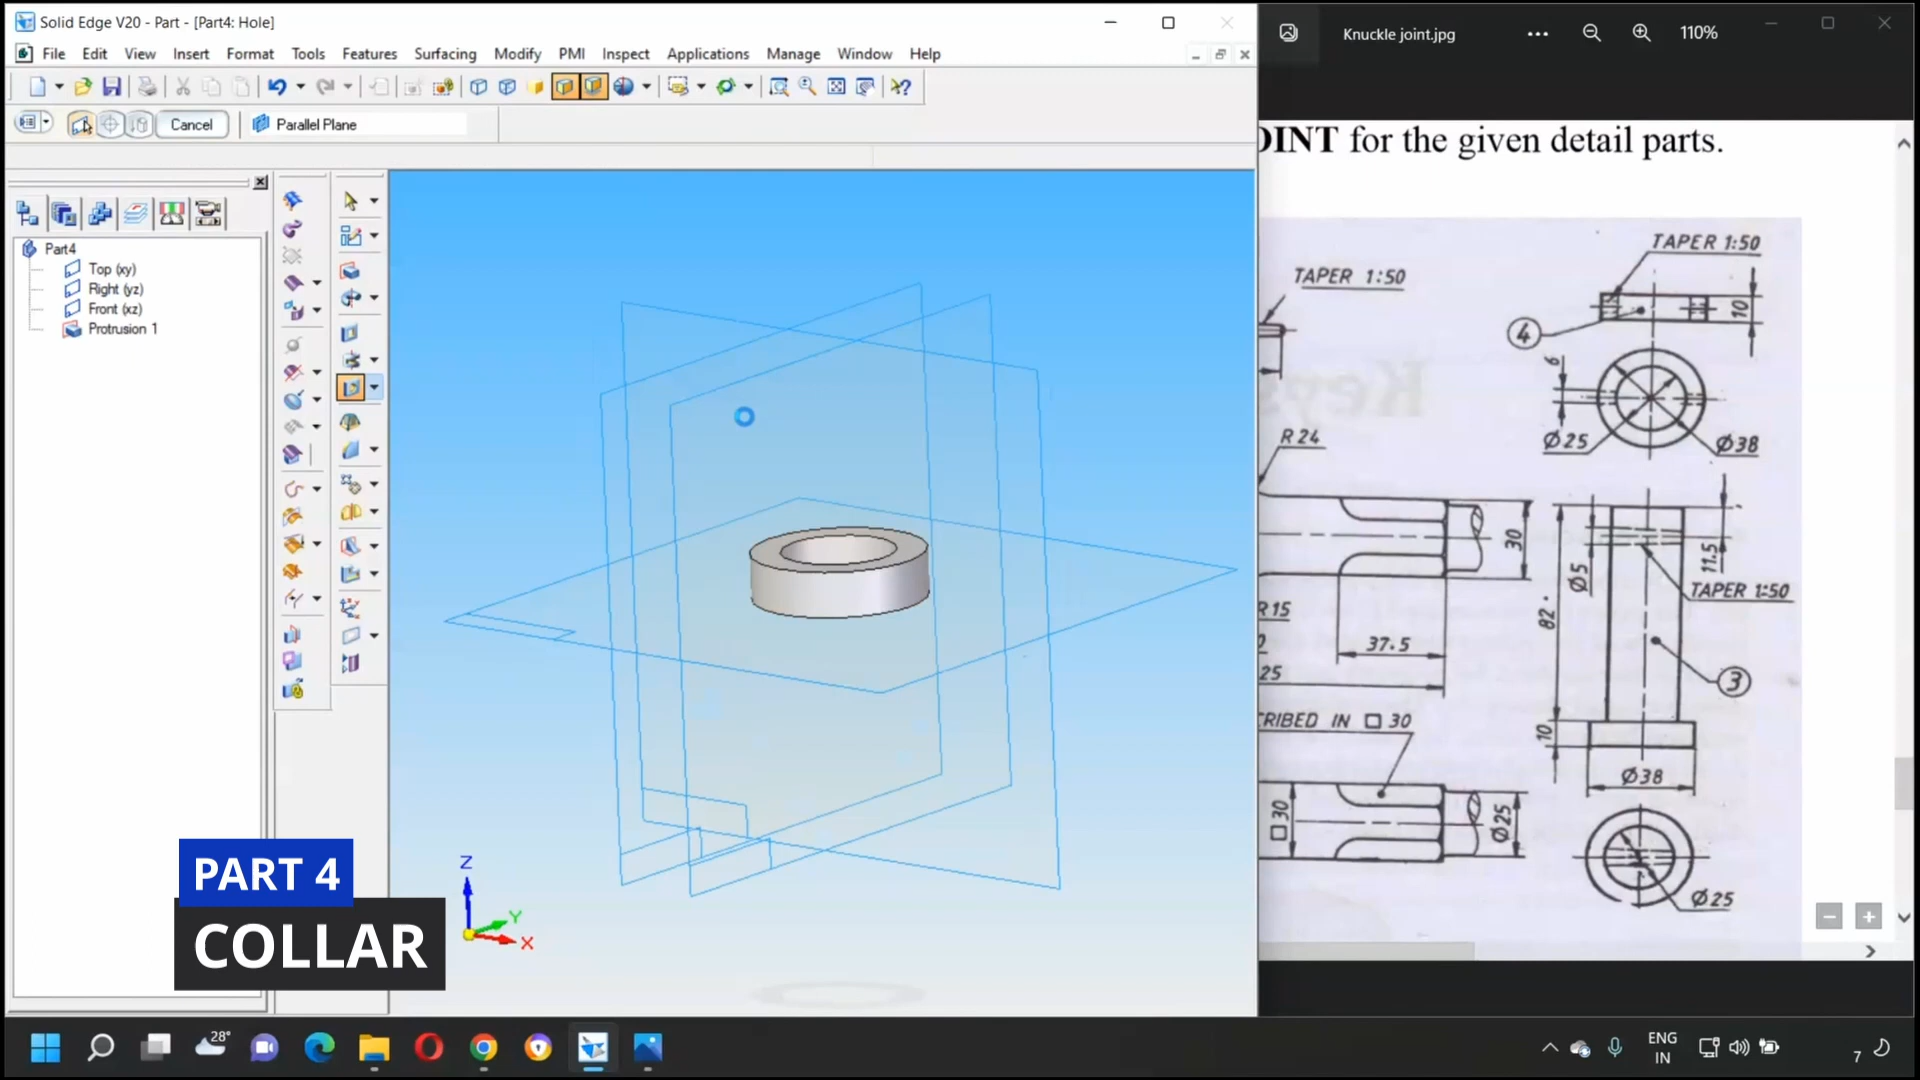 Solid Edge V20 - Part - [Part4: Hole]
File Edit View Insert Format Tools Features Surfacing Modify PMI Inspect Applications Manage Window Help
Cancel
Parallel Plane
Part4
Top (xy)
Right (yz)
Front (xz)
Protrusion 1
Z
Y
X
PART 4
COLLAR
Knuckle joint.jpg
110%
OINT for the given detail parts.
TAPER 1:50
TAPER 1:50
10
4
6
Ø25
Ø38
R 24
30
R15
37.5
25
CRIBED IN □ 30
□30
Ø25
Ø5
11.5
TAPER 1:50
82
3
10
Ø38
Ø25
28°
ENG
IN
7